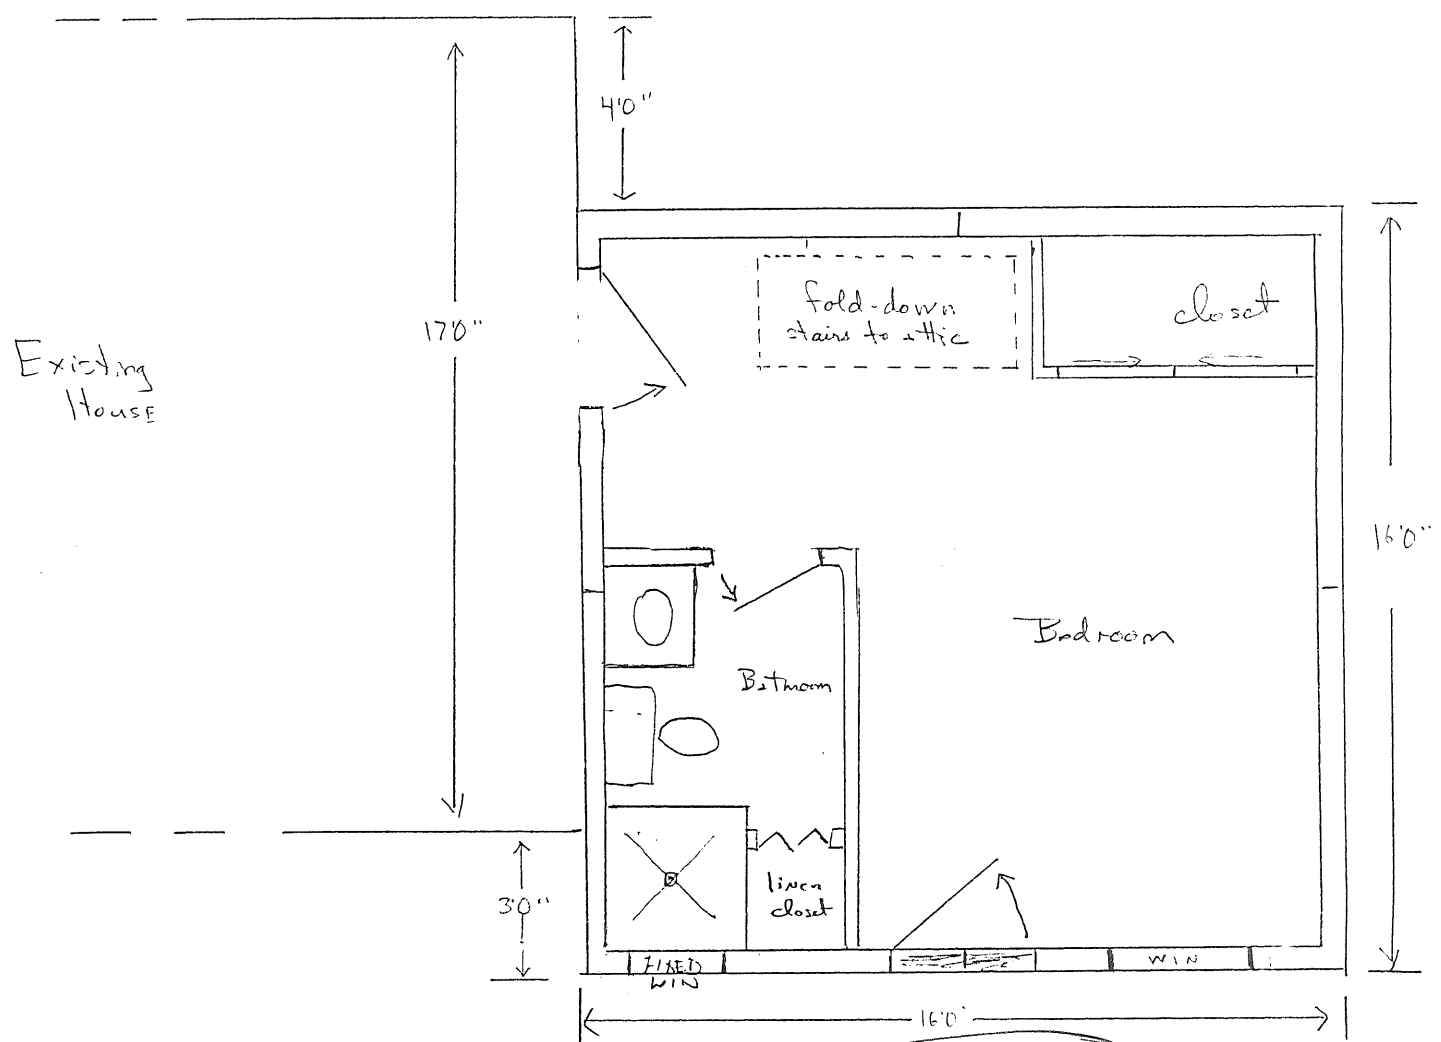 4'0"
17'0"
fold-down
stairs to attic
closet
Existing
House
16'0"
Bedroom
Batroom
linen
closet
3'0"
FIXED
WIN
WIN
16'0"